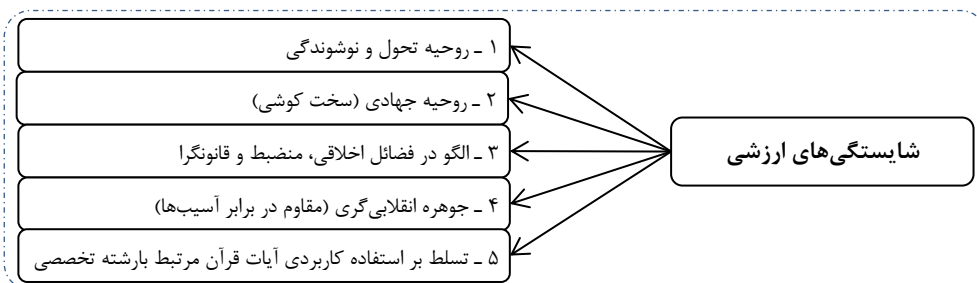 شایستگی‌های ارزشی
۱ ـ روحیه تحول و نوشوندگی
۲ ـ روحیه جهادی (سخت کوشی)
۳ ـ الگو در فضائل اخلاقی، منضبط و قانونگرا
۴ ـ جوهره انقلابی‌گری (مقاوم در برابر آسیب‌ها)
۵ ـ تسلط بر استفاده کاربردی آیات قرآن مرتبط بارشته تخصصی